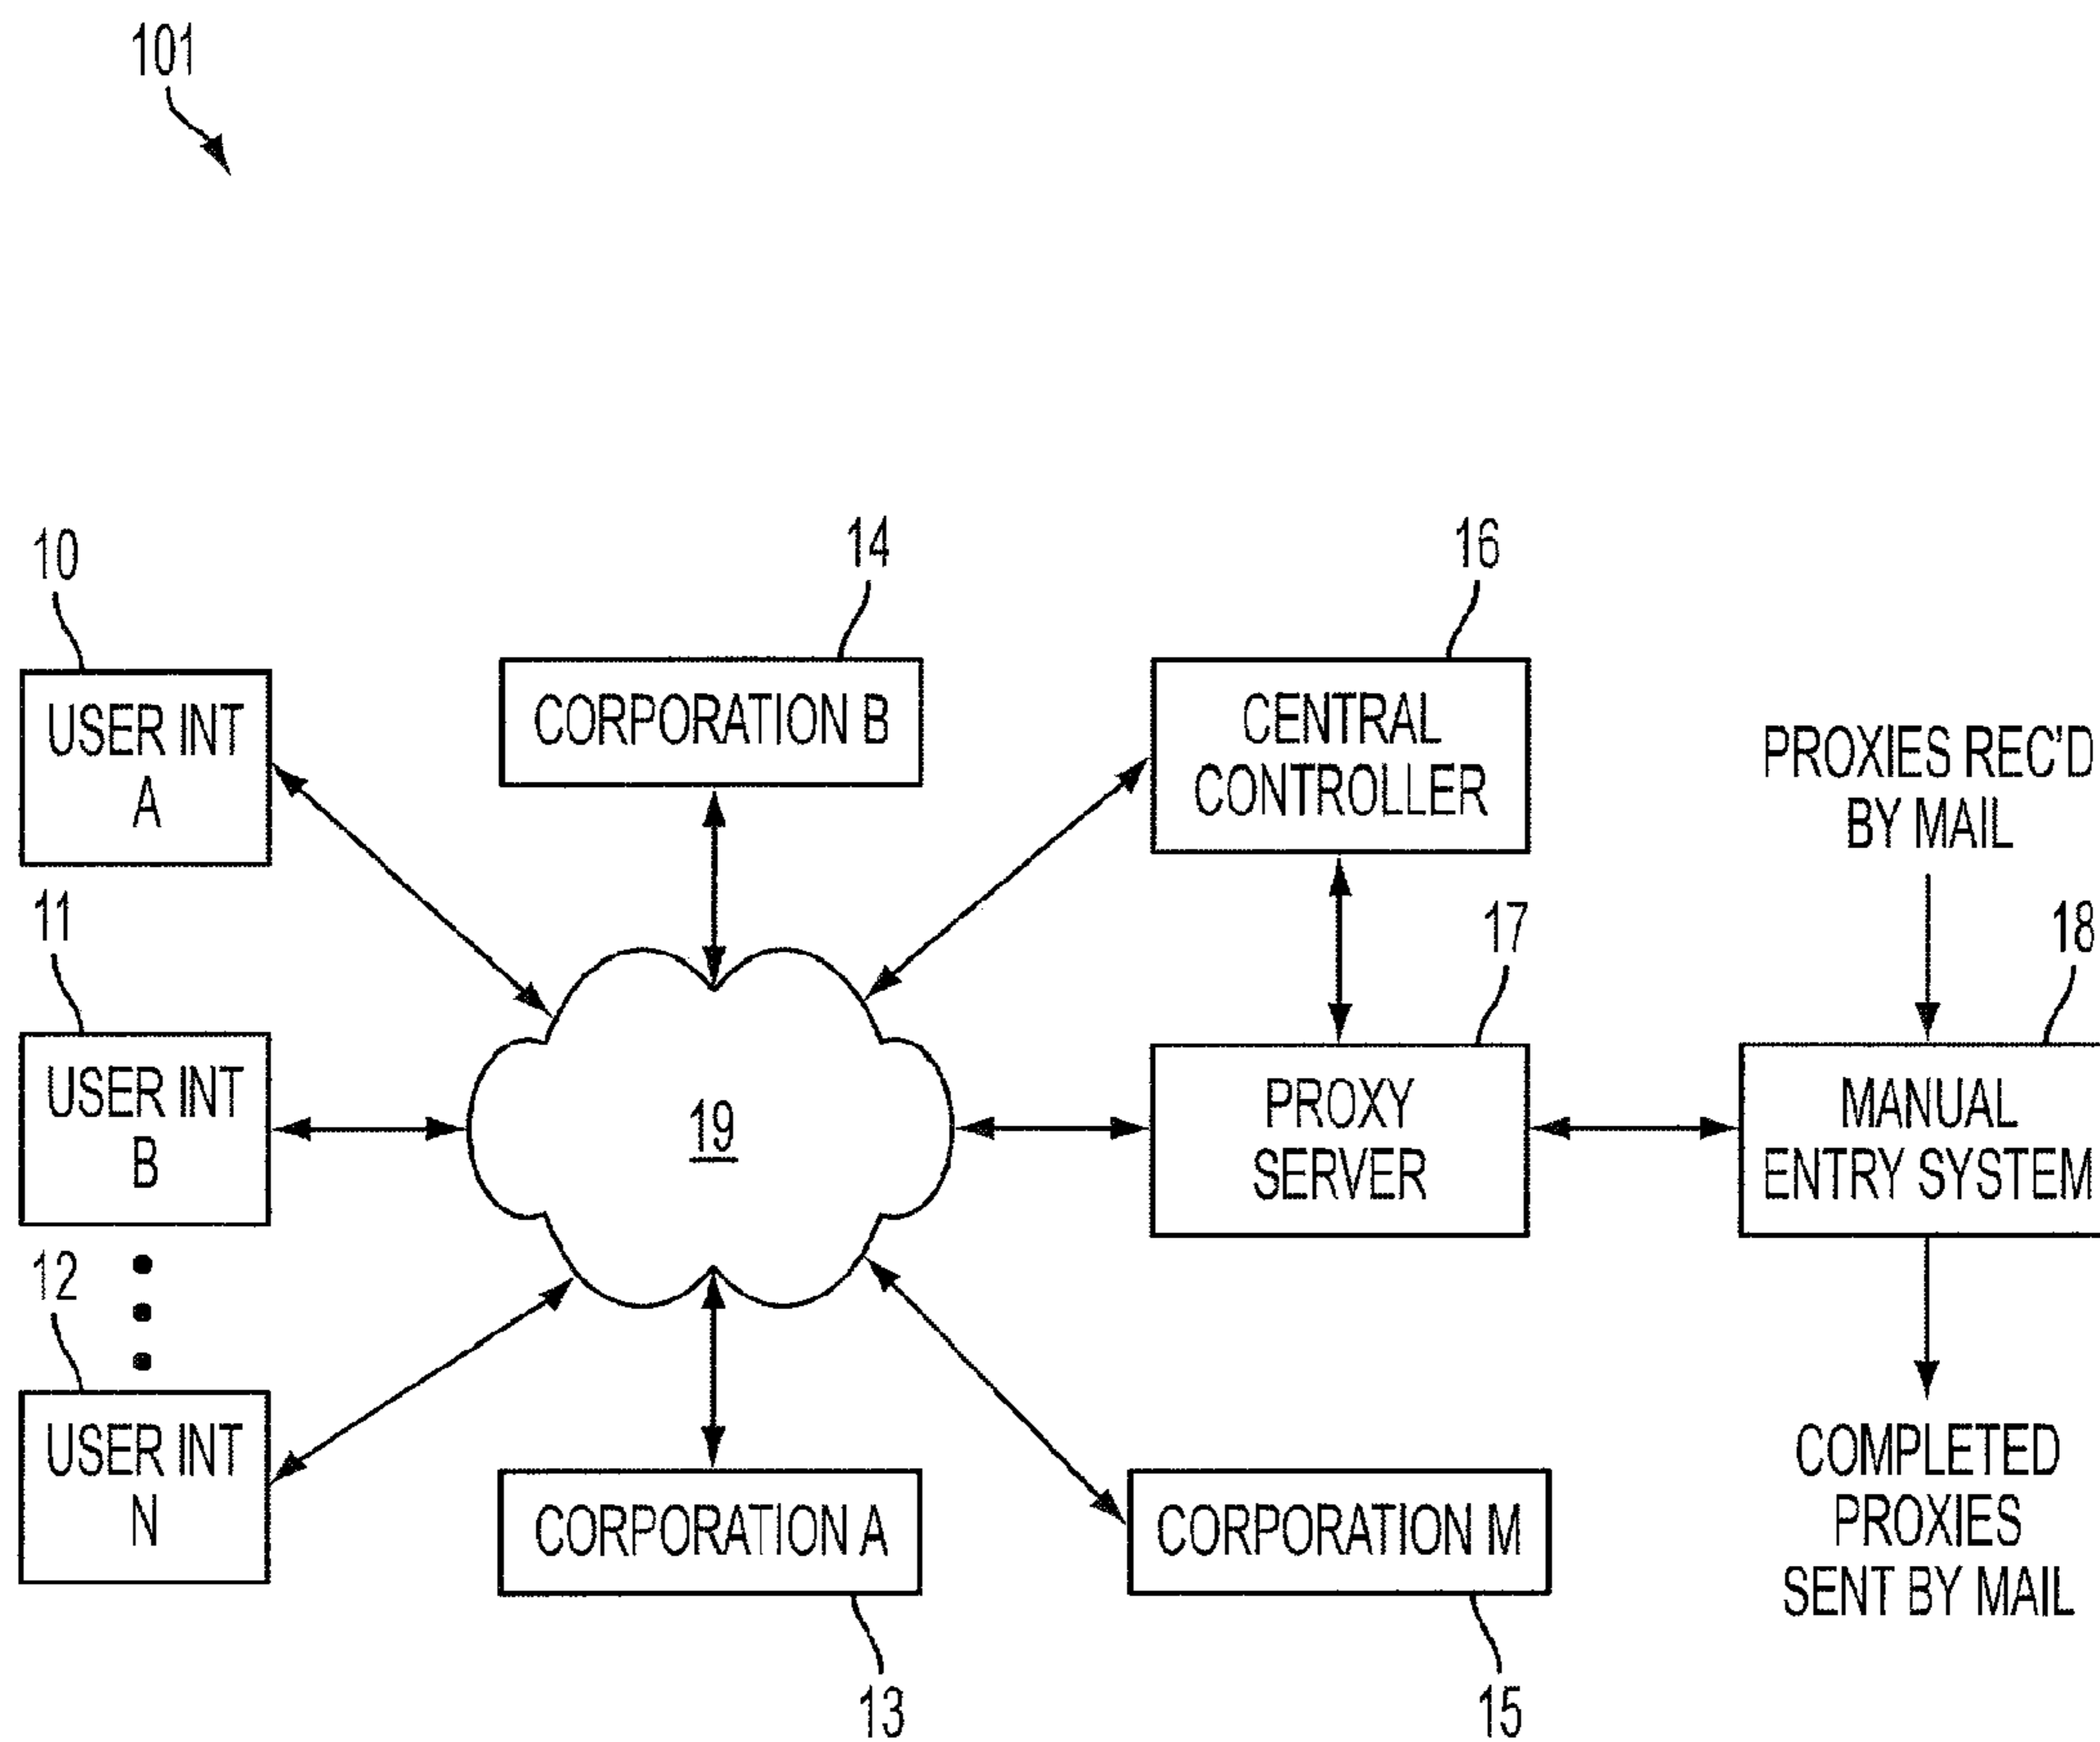 101
10
14
16
USER INT
A
CORPORATION B
CENTRAL
CONTROLLER
PROXIES REC'D
BY MAIL
11
17
18
USER INT
B
19
PROXY
SERVER
MANUAL
ENTRY SYSTEM
12
USER INT
N
CORPORATION A
CORPORATION M
COMPLETED
PROXIES
SENT BY MAIL
13
15